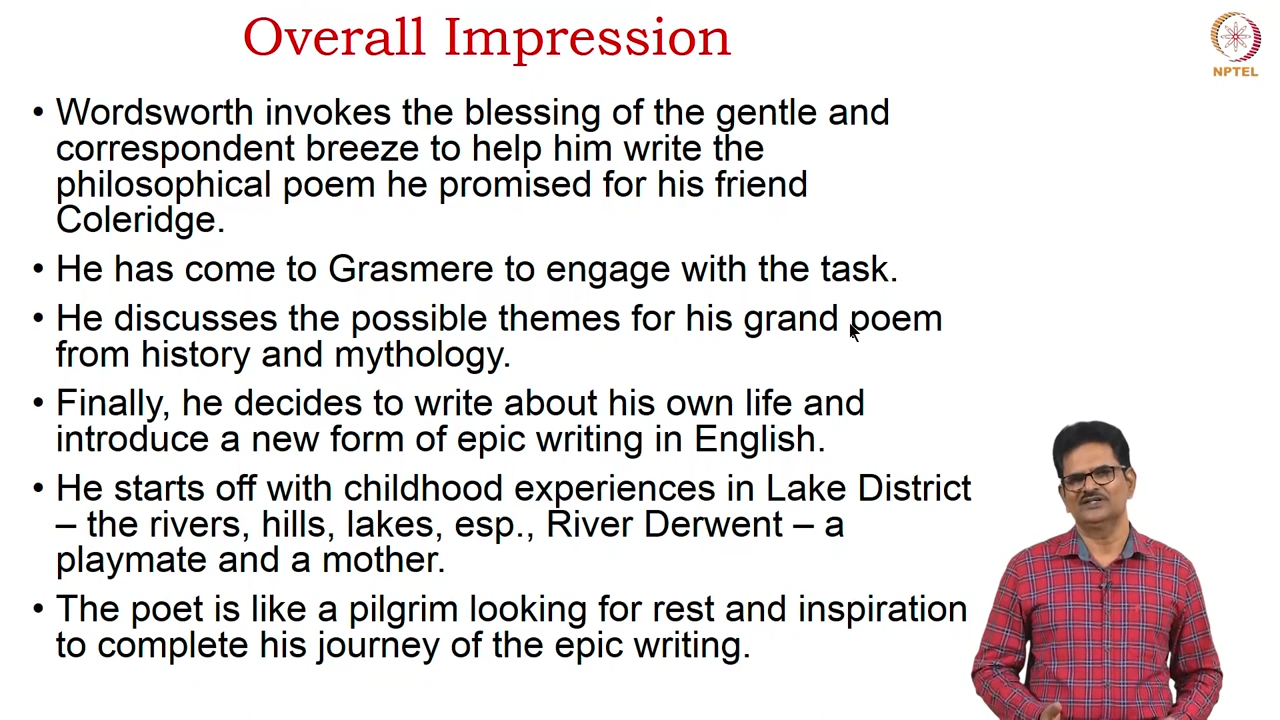 Overall Impression
NPTEL
• Wordsworth invokes the blessing of the gentle and
correspondent breeze to help him write the
philosophical poem he promised for his friend
Coleridge.
• He has come to Grasmere to engage with the task.
• He discusses the possible themes for his grand poem
from history and mythology.
• Finally, he decides to write about his own life and
introduce a new form of epic writing in English.
• He starts off with childhood experiences in Lake District
– the rivers, hills, lakes, esp., River Derwent – a
playmate and a mother.
• The poet is like a pilgrim looking for rest and inspiration
to complete his journey of the epic writing.